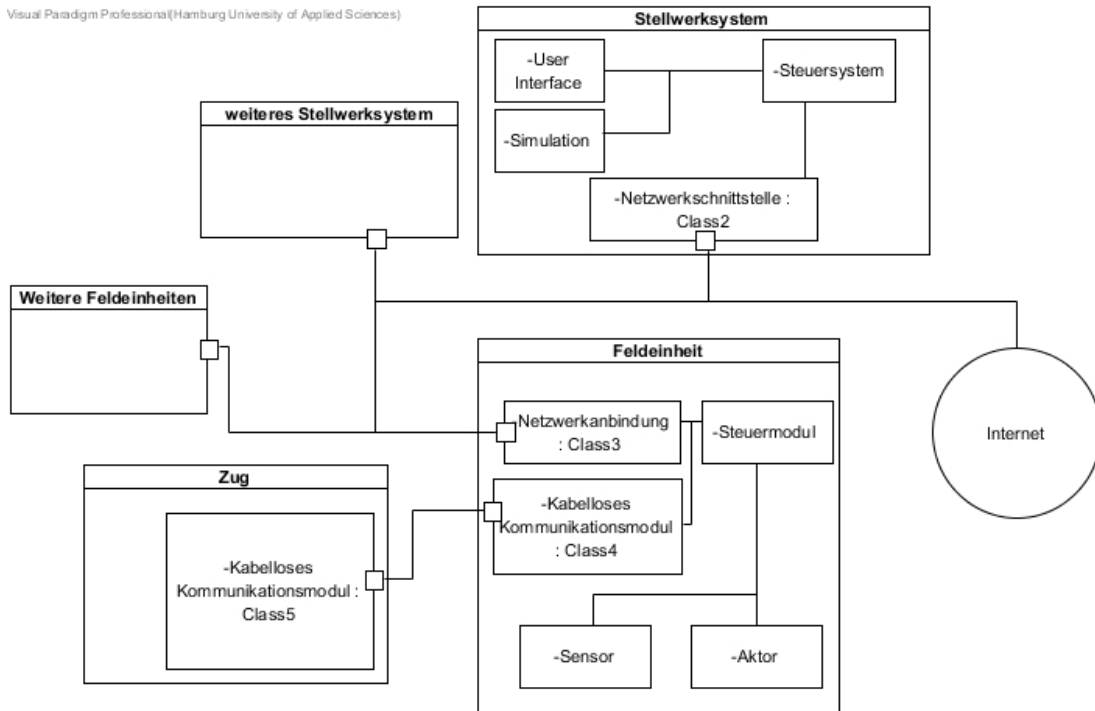 Visual Paradigm Professional(Hamburg University of Applied Sciences)
Stellwerksystem
-User
Interface
-Steuersystem
-Simulation
-Netzwerkschnittstelle :
Class2
weiteres Stellwerksystem
Weitere Feldeinheiten
Feldeinheit
-Netzwerkanbindung
: Class3
-Steuermodul
-Kabelloses
Kommunikationsmodul
: Class4
-Sensor
-Aktor
Internet
Zug
-Kabelloses
Kommunikationsmodul :
Class5